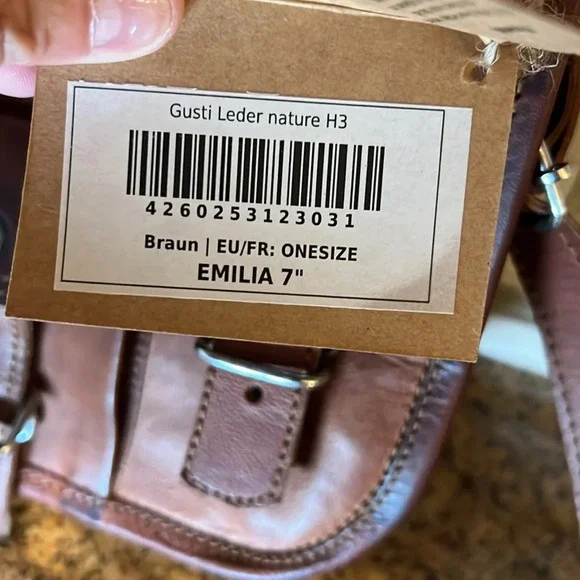 Gusti Leder nature H3
4260253123031
Braun | EU/FR: ONESIZE
EMILIA 7"